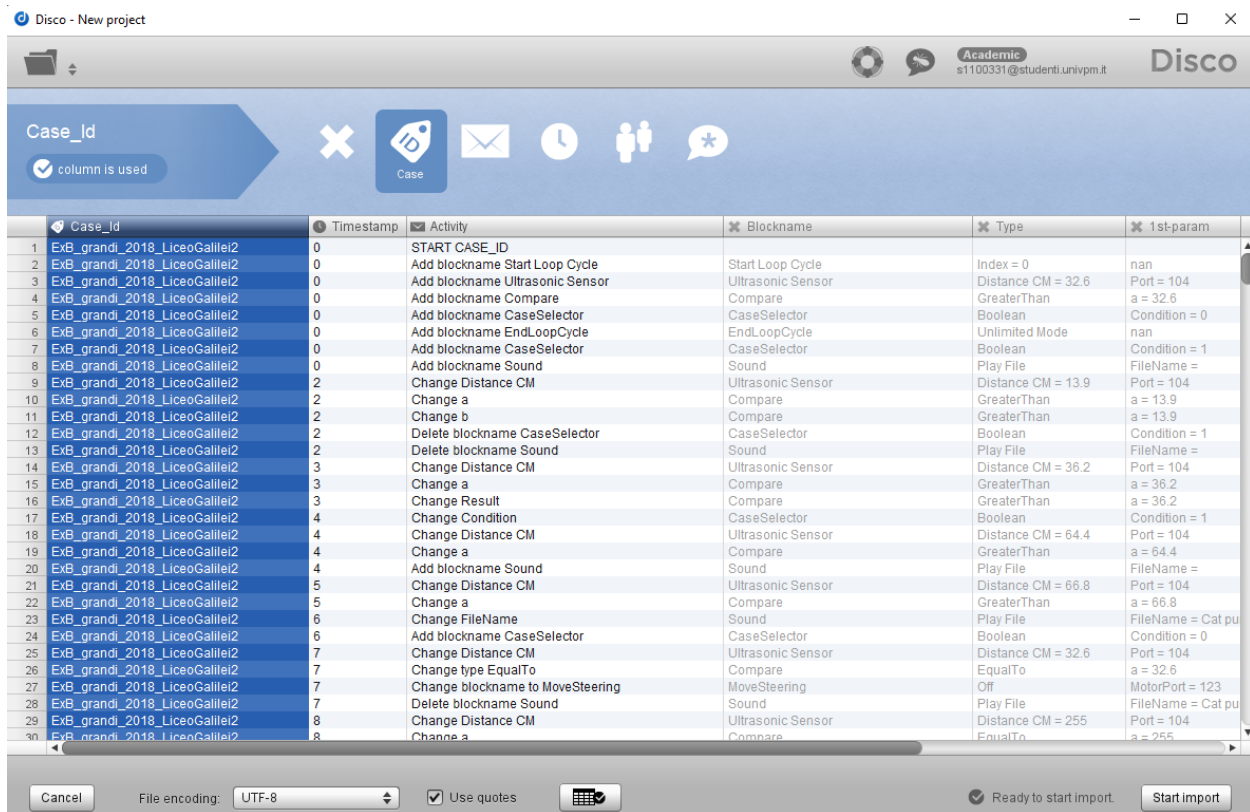 Disco - New project
Academic
s1100331@studenti.univpm.it
Disco
Case_Id
column is used
ID
Case
Case_Id Timestamp Activity Blockname Type 1st-param
1 ExB_grandi_2018_LiceoGalilei2 0 START CASE_ID
2 ExB_grandi_2018_LiceoGalilei2 0 Add blockname Start Loop Cycle Start Loop Cycle Index = 0 nan
3 ExB_grandi_2018_LiceoGalilei2 0 Add blockname Ultrasonic Sensor Ultrasonic Sensor Distance CM = 32.6 Port = 104
4 ExB_grandi_2018_LiceoGalilei2 0 Add blockname Compare Compare GreaterThan a = 32.6
5 ExB_grandi_2018_LiceoGalilei2 0 Add blockname CaseSelector CaseSelector Boolean Condition = 0
6 ExB_grandi_2018_LiceoGalilei2 0 Add blockname EndLoopCycle EndLoopCycle Unlimited Mode nan
7 ExB_grandi_2018_LiceoGalilei2 0 Add blockname CaseSelector CaseSelector Boolean Condition = 1
8 ExB_grandi_2018_LiceoGalilei2 0 Add blockname Sound Sound Play File FileName =
9 ExB_grandi_2018_LiceoGalilei2 2 Change Distance CM Ultrasonic Sensor Distance CM = 13.9 Port = 104
10 ExB_grandi_2018_LiceoGalilei2 2 Change a Compare GreaterThan a = 13.9
11 ExB_grandi_2018_LiceoGalilei2 2 Change b Compare GreaterThan a = 13.9
12 ExB_grandi_2018_LiceoGalilei2 2 Delete blockname CaseSelector CaseSelector Boolean Condition = 1
13 ExB_grandi_2018_LiceoGalilei2 2 Delete blockname Sound Sound Play File FileName =
14 ExB_grandi_2018_LiceoGalilei2 3 Change Distance CM Ultrasonic Sensor Distance CM = 36.2 Port = 104
15 ExB_grandi_2018_LiceoGalilei2 3 Change a Compare GreaterThan a = 36.2
16 ExB_grandi_2018_LiceoGalilei2 3 Change Result Compare GreaterThan a = 36.2
17 ExB_grandi_2018_LiceoGalilei2 4 Change Condition CaseSelector Boolean Condition = 1
18 ExB_grandi_2018_LiceoGalilei2 4 Change Distance CM Ultrasonic Sensor Distance CM = 64.4 Port = 104
19 ExB_grandi_2018_LiceoGalilei2 4 Change a Compare GreaterThan a = 64.4
20 ExB_grandi_2018_LiceoGalilei2 4 Add blockname Sound Sound Play File FileName =
21 ExB_grandi_2018_LiceoGalilei2 5 Change Distance CM Ultrasonic Sensor Distance CM = 66.8 Port = 104
22 ExB_grandi_2018_LiceoGalilei2 5 Change a Compare GreaterThan a = 66.8
23 ExB_grandi_2018_LiceoGalilei2 6 Change FileName Sound Play File FileName = Cat pu
24 ExB_grandi_2018_LiceoGalilei2 6 Add blockname CaseSelector CaseSelector Boolean Condition = 0
25 ExB_grandi_2018_LiceoGalilei2 7 Change Distance CM Ultrasonic Sensor Distance CM = 32.6 Port = 104
26 ExB_grandi_2018_LiceoGalilei2 7 Change type EqualTo Compare EqualTo a = 32.6
27 ExB_grandi_2018_LiceoGalilei2 7 Change blockname to MoveSteering MoveSteering Off MotorPort = 123
28 ExB_grandi_2018_LiceoGalilei2 7 Delete blockname Sound Sound Play File FileName = Cat pu
29 ExB_grandi_2018_LiceoGalilei2 8 Change Distance CM Ultrasonic Sensor Distance CM = 255 Port = 104
30 ExB_grandi_2018_LiceoGalilei2 8 Change a Compare EqualTo a = 255
Cancel File encoding: UTF-8 Use quotes Ready to start import. Start import